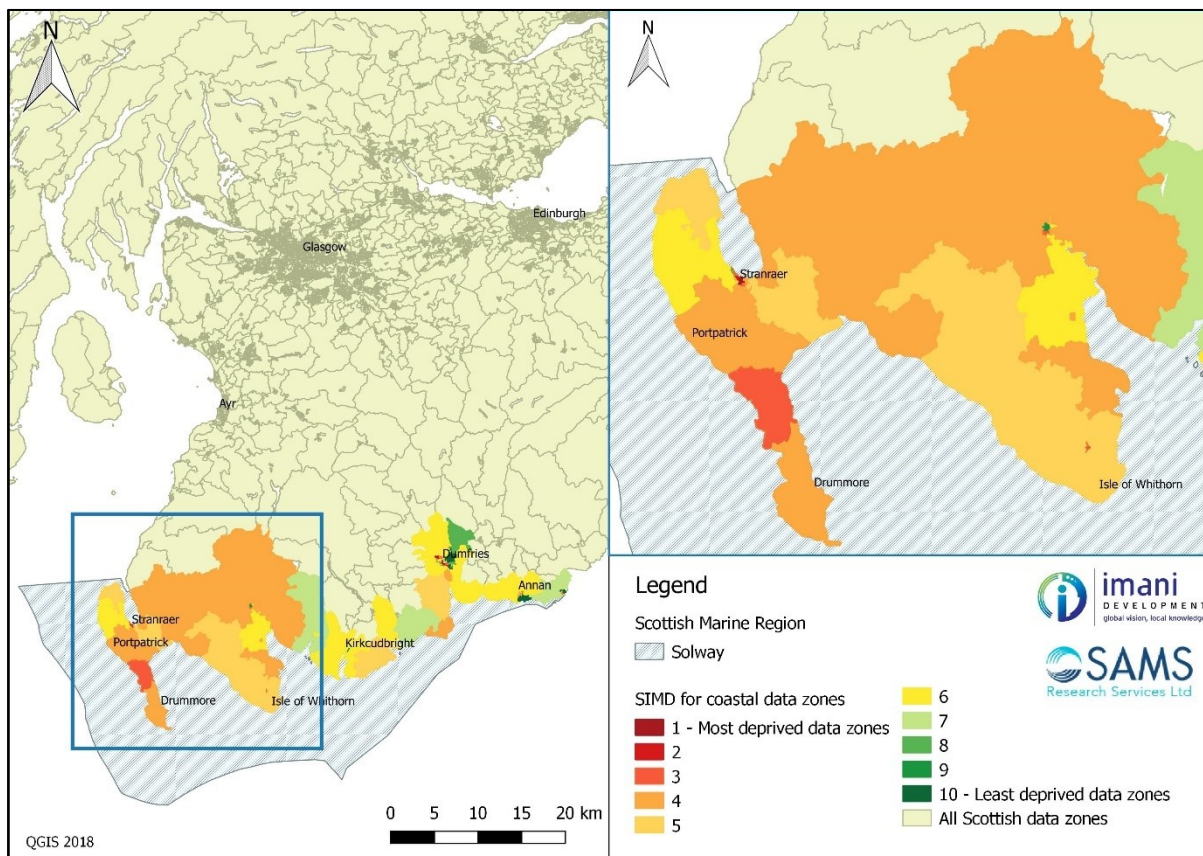 N
Edinburgh
Glasgow
Ayr
Dumfries
Annan
Stranraer
Portpatrick
Kirkcudbright
Drummore
Isle of Whithorn
0 5 10 15 20 km
QGIS 2018
N
Stranraer
Portpatrick
Drummore
Isle of Whithorn
Legend
Scottish Marine Region
Solway
SIMD for coastal data zones
1 - Most deprived data zones
2
3
4
5
6
7
8
9
10 - Least deprived data zones
All Scottish data zones
imani
DEVELOPMENT
global vision, local knowledge
SAMS
Research Services Ltd